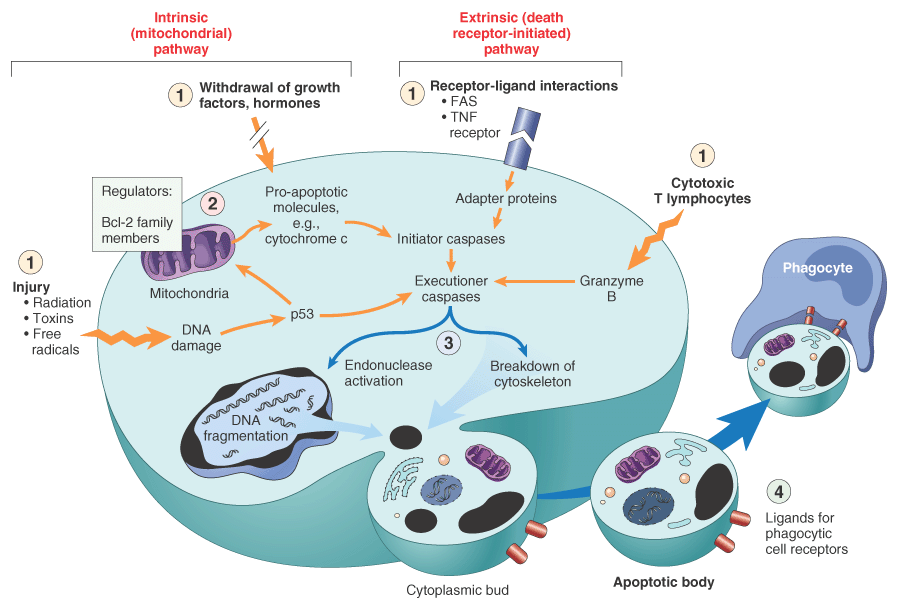 Intrinsic
(mitochondrial)
pathway
Extrinsic (death
receptor-initiated)
pathway
1
Withdrawal of growth
factors, hormones
1
Receptor-ligand interactions
• FAS
• TNF
receptor
1
Cytotoxic
T lymphocytes
Regulators:
Bcl-2 family
members
2
Pro-apoptotic
molecules,
e.g.,
cytochrome c
Adapter proteins
Initiator caspases
1
Injury
• Radiation
• Toxins
• Free
radicals
Mitochondria
Executioner
caspases
Granzyme
B
Phagocyte
DNA
damage
p53
3
Endonuclease
activation
Breakdown of
cytoskeleton
DNA
fragmentation
4
Ligands for
phagocytic
cell receptors
Cytoplasmic bud
Apoptotic body